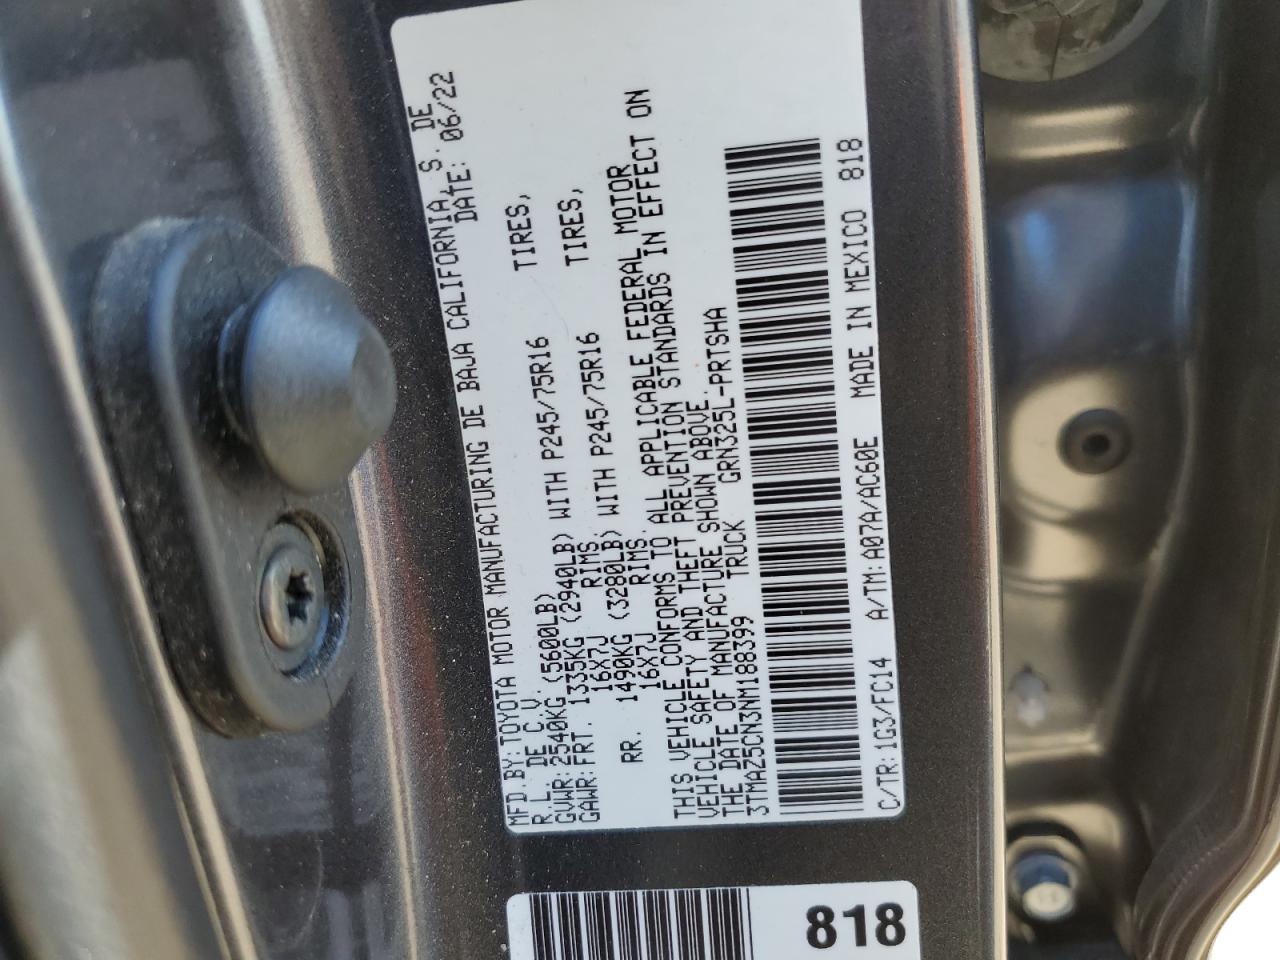 MFD.BY:TOYOTA MOTOR MANUFACTURING DE BAJA CALIFORNIA, S. DE
R.L. DE C.V. DATE: 06/22
GVWR:2540KG (5600LB)
GAWR:FRT. 1335KG (2940LB) WITH P245/75R16 TIRES,
16X7J RIMS,
RR. 1490KG (3280LB) WITH P245/75R16 TIRES,
16X7J RIMS.
THIS VEHICLE CONFORMS TO ALL APPLICABLE FEDERAL MOTOR
VEHICLE SAFETY AND THEFT PREVENTION STANDARDS IN EFFECT ON
THE DATE OF MANUFACTURE SHOWN ABOVE.
3TMAZ5CN3NM188399 TRUCK GRN325L-PRTSHA
C/TR:1G3/FC14 A/TM:A07A/AC60E MADE IN MEXICO 818
818